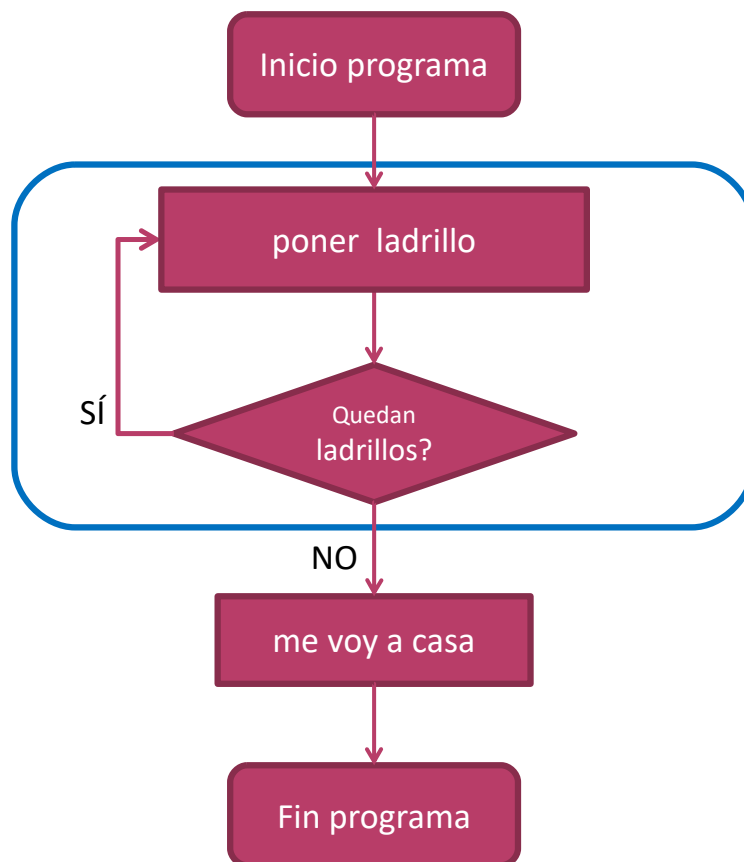 Inicio programa
poner ladrillo
SÍ
Quedan
ladrillos?
NO
me voy a casa
Fin programa